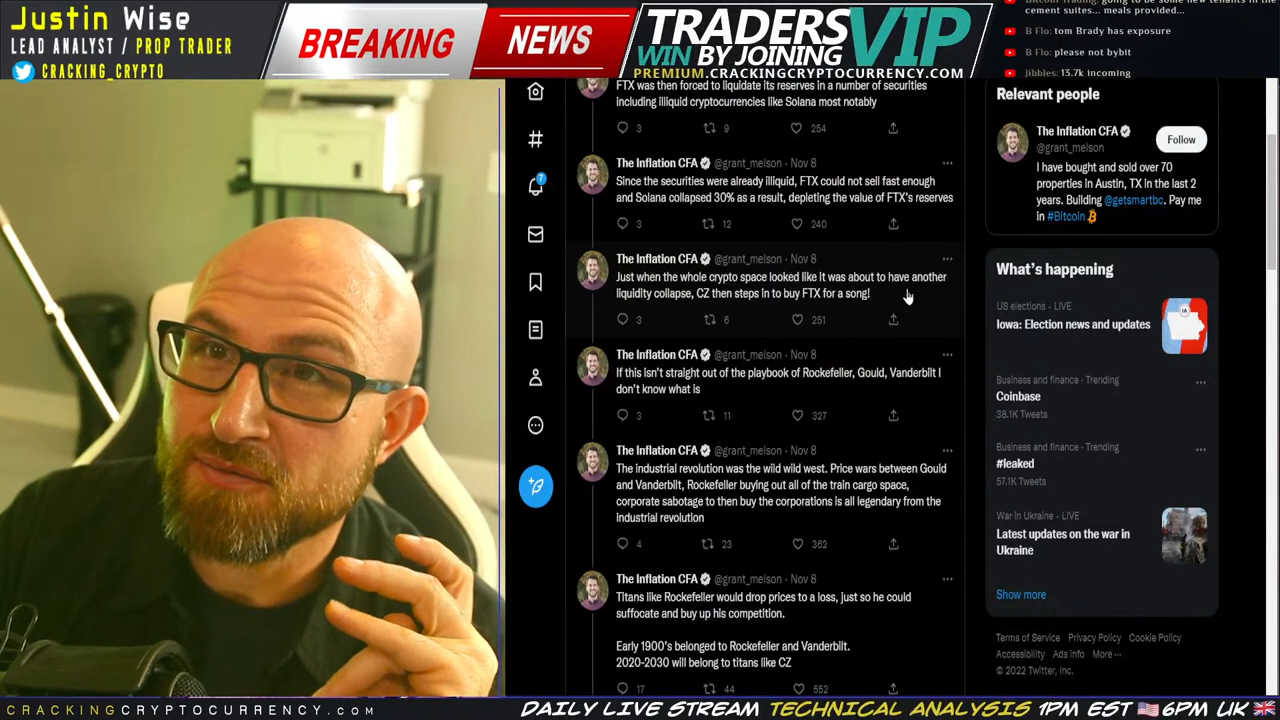 Justin Wise
LEAD ANALYST / PROP TRADER
CRACKING_CRYPTO
BREAKING NEWS
TRADERS VIP
WIN BY JOINING
PREMIUM.CRACKINGCRYPTOCURRENCY.COM
cement suites... meals provided...
B Flo: tom Brady has exposure
B Flo: please not bybit
Jibbles: 13.7k incoming
FTX was then forced to liquidate its reserves in a number of securities
including illiquid cryptocurrencies like Solana most notably
3 9 254
The Inflation CFA @grant_melson · Nov 8
Since the securities were already illiquid, FTX could not sell fast enough
and Solana collapsed 30% as a result, depleting the value of FTX's reserves
3 12 240
The Inflation CFA @grant_melson · Nov 8
Just when the whole crypto space looked like it was about to have another
liquidity collapse, CZ then steps in to buy FTX for a song!
3 6 251
The Inflation CFA @grant_melson · Nov 8
If this isn't straight out of the playbook of Rockefeller, Gould, Vanderbilt I
don't know what is
3 11 327
The Inflation CFA @grant_melson · Nov 8
The industrial revolution was the wild wild west. Price wars between Gould
and Vanderbilt, Rockefeller buying out all of the train cargo space,
corporate sabotage to then buy the corporations is all legendary from the
industrial revolution
4 23 362
The Inflation CFA @grant_melson · Nov 8
Titans like Rockefeller would drop prices to a loss, just so he could
suffocate and buy up his competition.
Early 1900's belonged to Rockefeller and Vanderbilt.
2020-2030 will belong to titans like CZ
17 44 552
7
Relevant people
The Inflation CFA
@grant_melson
Follow
I have bought and sold over 70
properties in Austin, TX in the last 2
years. Building @getsmartbc. Pay me
in #Bitcoin
What's happening
US elections · LIVE
Iowa: Election news and updates
IA
Business and finance · Trending
Coinbase
38.1K Tweets
Business and finance · Trending
#leaked
57.1K Tweets
War in Ukraine · LIVE
Latest updates on the war in
Ukraine
Show more
Terms of Service Privacy Policy Cookie Policy
Accessibility Ads info More ···
© 2022 Twitter, Inc.
CRACKINGCRYPTOCURRENCY.COM
DAILY LIVE STREAM TECHNICAL ANALYSIS 1PM EST 6PM UK